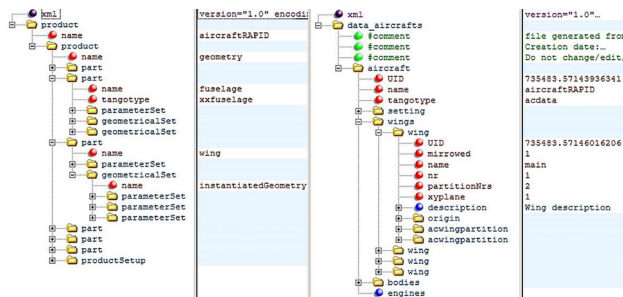 xml version="1.0" encodi
product
name aircraftRAPID
product
name geometry
part
part
name fuselage
tangotype xxfuselage
parameterSet
geometricalSet
geometricalSet
part
name wing
parameterSet
geometricalSet
name instantiatedGeometry
parameterSet
parameterSet
parameterSet
part
part
part
productSetup
xml version="1.0"…
data_aircrafts
#comment file generated fro
#comment Creation date:…
#comment Do not change/edit
aircraft
UID 735483.57143936341
name aircraftRAPID
tangotype acdata
setting
wings
wing
UID 735483.57146016206
mirrowed 1
name main
nr 1
partitionNrs 2
xyplane 1
description Wing description
origin
acwingpartition
acwingpartition
wing
wing
wing
bodies
engines